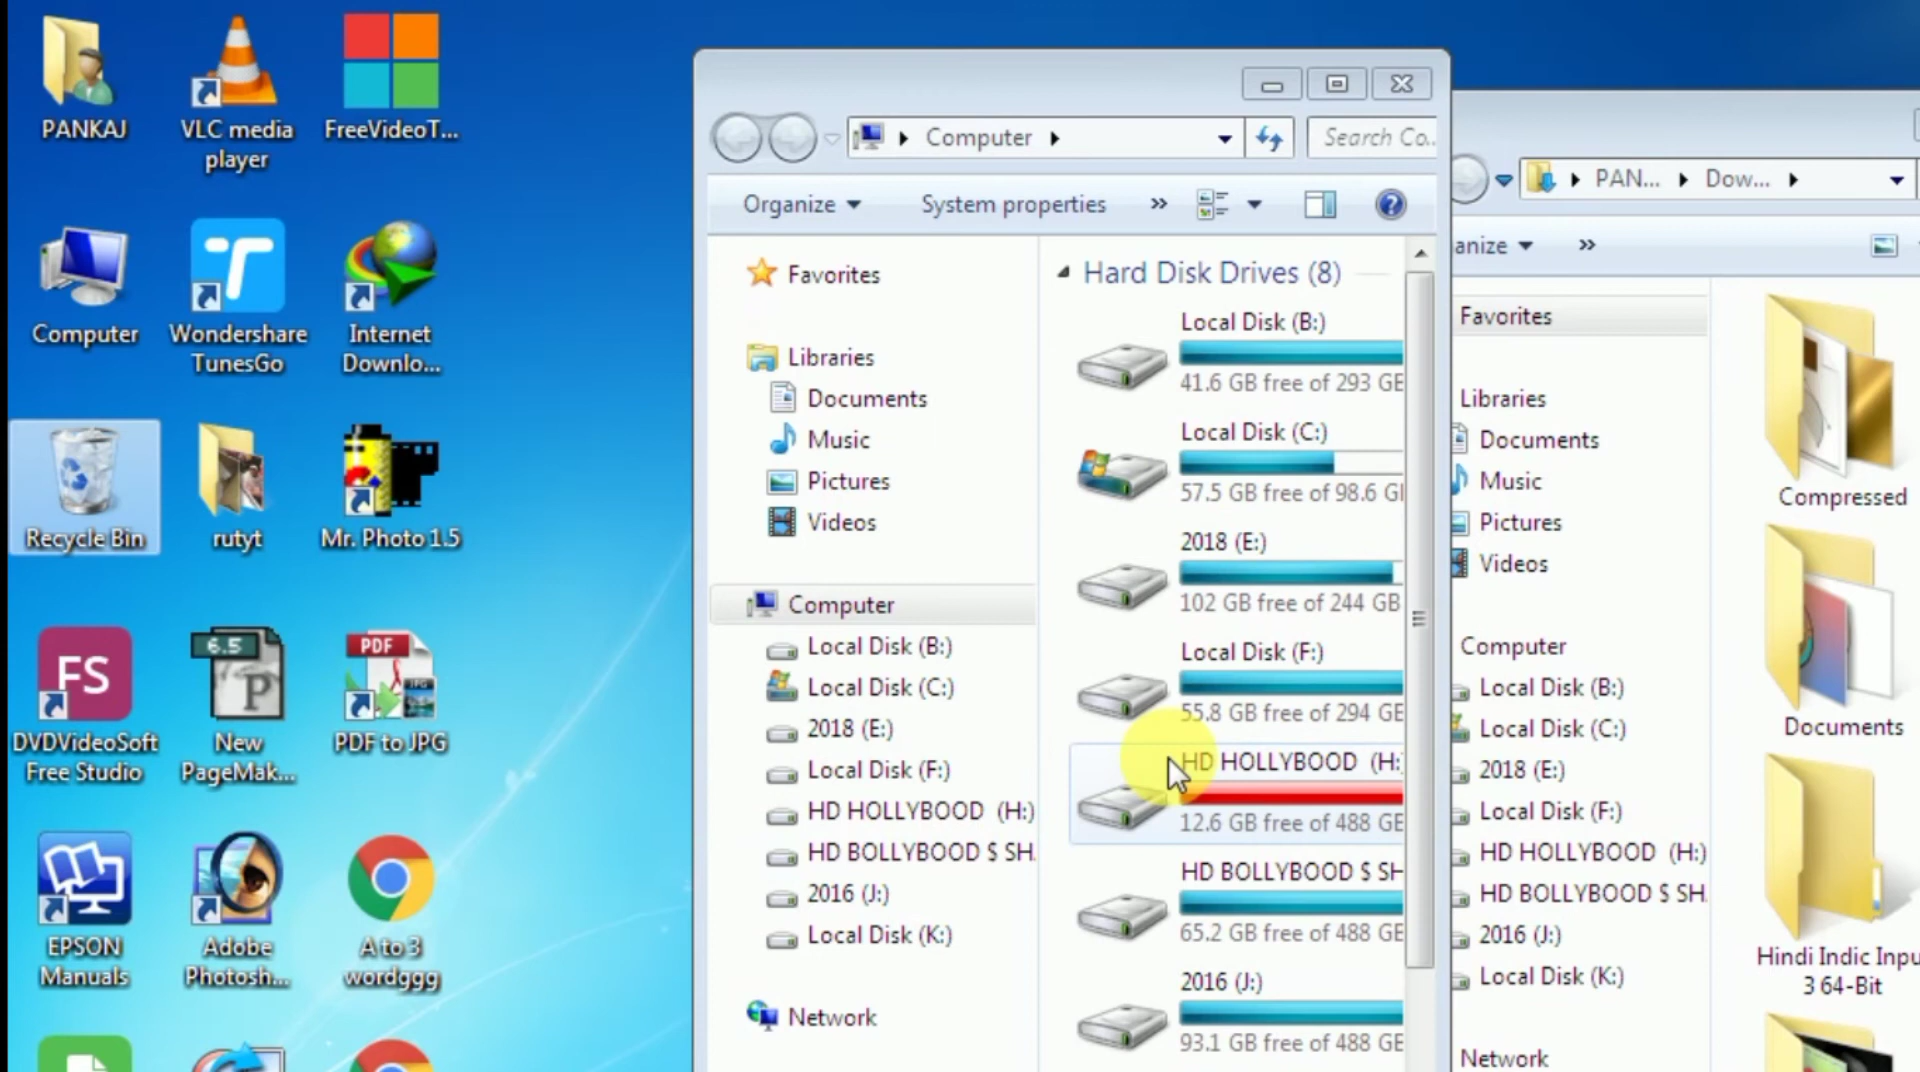 PANKAJ
VLC media
player
FreeVideoT...
Computer
Wondershare
TunesGo
Internet
Downlo...
Recycle Bin
rutyt
Mr. Photo 1.5
FS
DVDVideoSoft
Free Studio
6.5
P
New
PageMak...
PDF
JPG
PDF to JPG
EPSON
Manuals
Adobe
Photosh...
A to 3
wordggg
Computer
Search Co...
Organize
System properties
»
Favorites
Libraries
Documents
Music
Pictures
Videos
Computer
Local Disk (B:)
Local Disk (C:)
2018 (E:)
Local Disk (F:)
HD HOLLYBOOD (H:)
HD BOLLYBOOD $ SH.
2016 (J:)
Local Disk (K:)
Network
Hard Disk Drives (8)
Local Disk (B:)
41.6 GB free of 293 GB
Local Disk (C:)
57.5 GB free of 98.6 G
2018 (E:)
102 GB free of 244 GB
Local Disk (F:)
55.8 GB free of 294 GB
HD HOLLYBOOD (H:
12.6 GB free of 488 GB
HD BOLLYBOOD $ SH
65.2 GB free of 488 GB
2016 (J:)
93.1 GB free of 488 GB
PAN...
Dow...
anize
»
Favorites
Libraries
Documents
Music
Pictures
Videos
Computer
Local Disk (B:)
Local Disk (C:)
2018 (E:)
Local Disk (F:)
HD HOLLYBOOD (H:)
HD BOLLYBOOD $ SH.
2016 (J:)
Local Disk (K:)
Network
Compressed
Documents
Hindi Indic Inpu
3 64-Bit